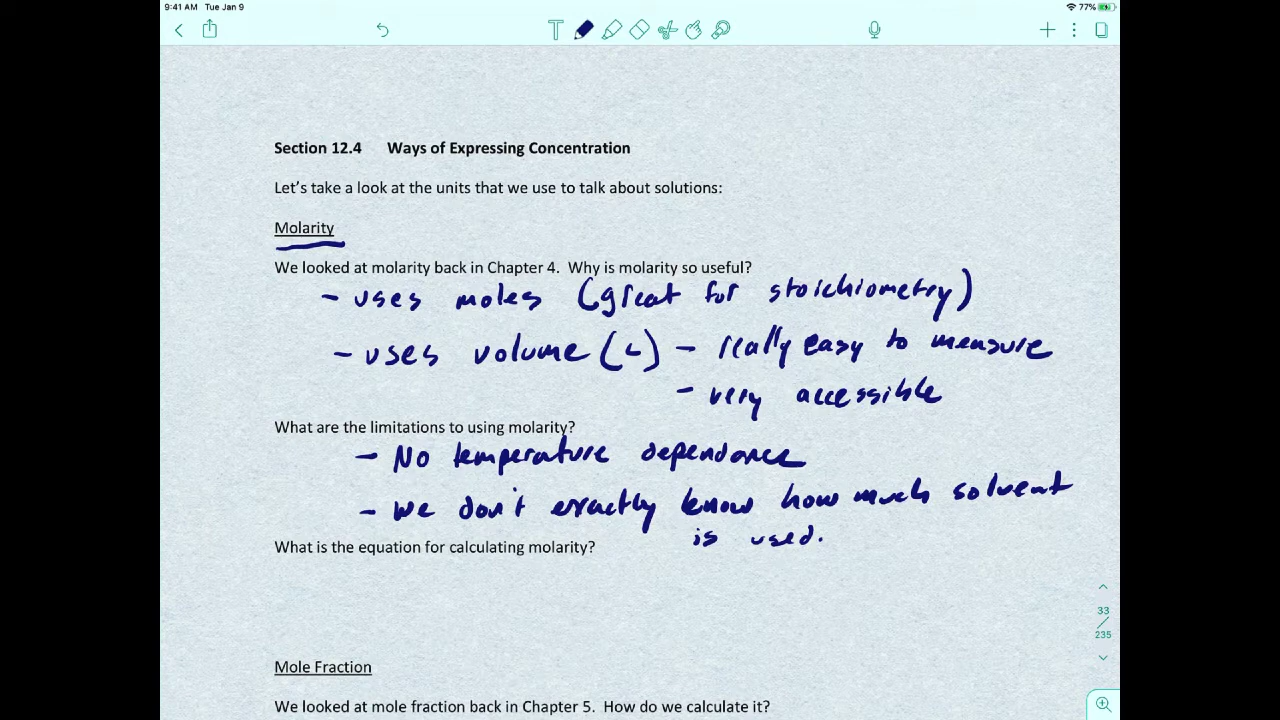 9:41 AM Tue Jan 9
77%
Section 12.4 Ways of Expressing Concentration
Let's take a look at the units that we use to talk about solutions:
Molarity
We looked at molarity back in Chapter 4. Why is molarity so useful?
- uses moles (great for stoichiometry)
- uses volume (L) - really easy to measure
- very accessible
What are the limitations to using molarity?
- No temperature dependance
- We don't exactly know how much solvent
is used.
What is the equation for calculating molarity?
33
/
235
Mole Fraction
We looked at mole fraction back in Chapter 5. How do we calculate it?